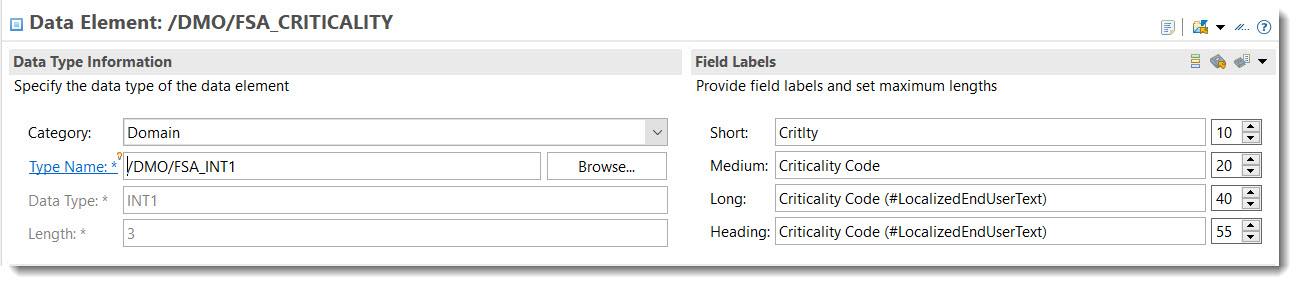 Data Element: /DMO/FSA_CRITICALITY
Data Type Information
Specify the data type of the data element
Category: Domain
Type Name: * /DMO/FSA_INT1 Browse...
Data Type: * INT1
Length: * 3
Field Labels
Provide field labels and set maximum lengths
Short: Critlty 10
Medium: Criticality Code 20
Long: Criticality Code (#LocalizedEndUserText) 40
Heading: Criticality Code (#LocalizedEndUserText) 55